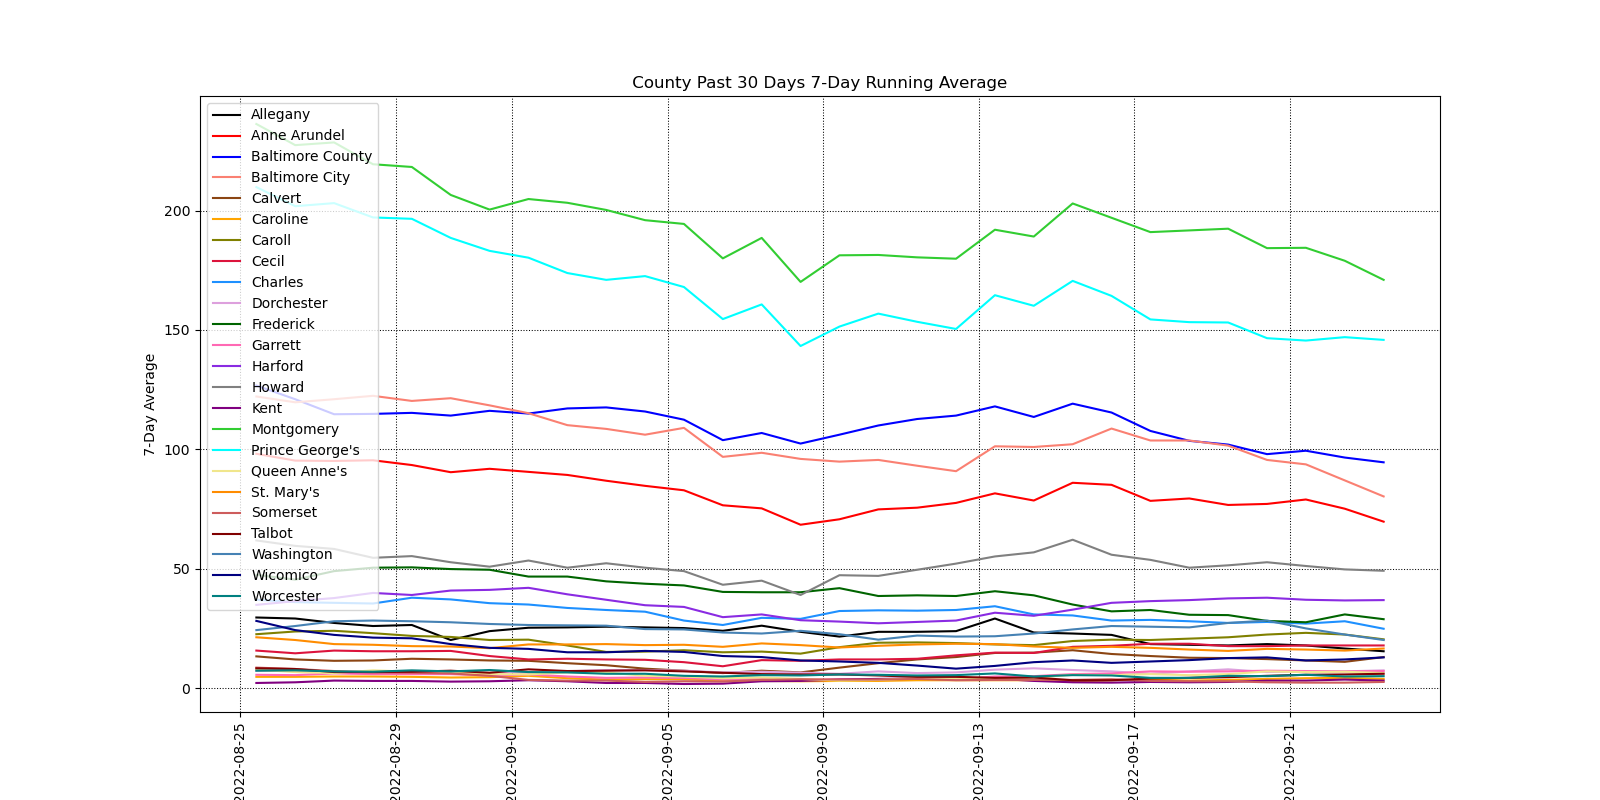 County Past 30 Days 7-Day Running Average
Allegany
Anne Arundel
Baltimore County
Baltimore City
Calvert
Caroline
Caroll
Cecil
Charles
Dorchester
Frederick
Garrett
Harford
Howard
Kent
Montgomery
Prince George's
Queen Anne's
St. Mary's
Somerset
Talbot
Washington
Wicomico
Worcester
7-Day Average
200
150
100
50
0
2022-08-25
2022-08-29
2022-09-01
2022-09-05
2022-09-09
2022-09-13
2022-09-17
2022-09-21